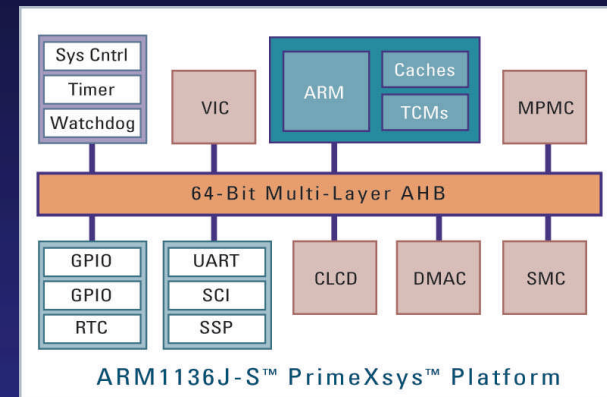 Sys Cntrl
Timer
Watchdog
VIC
ARM
Caches
TCMs
MPMC
64-Bit Multi-Layer AHB
GPIO
GPIO
RTC
UART
SCI
SSP
CLCD
DMAC
SMC
ARM1136J-S™ PrimeXsys™ Platform